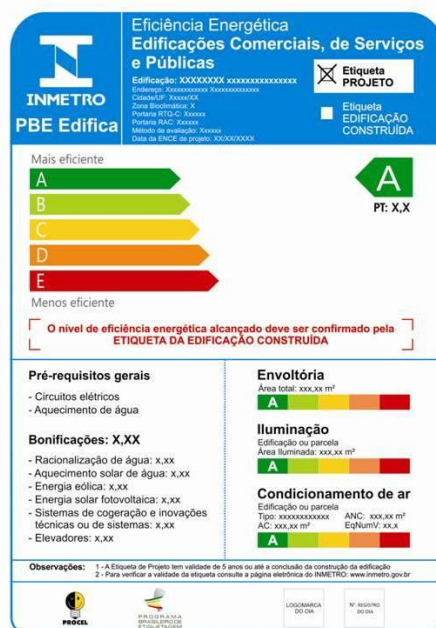 Eficiência Energética
Edificações Comerciais, de Serviços
e Públicas
INMETRO
PBE Edifica
Edificação: XXXXXXXX xxxxxxxxxxxxxxx
Endereço: Xxxxxxxxxxxx Xxxxxxxxxxxxxx
Cidade/UF: Xxxxx/XX
Zona Bioclimática: X
Portaria RTQ-C: Xxxxxx
Portaria RAC: Xxxxxx
Método de avaliação: Xxxxxx
Data da ENCE de projeto: XX/XX/XXXX
Etiqueta
PROJETO
Etiqueta
EDIFICAÇÃO
CONSTRUÍDA
Mais eficiente
A
B
C
D
E
Menos eficiente
A
PT: X,X
O nível de eficiência energética alcançado deve ser confirmado pela
ETIQUETA DA EDIFICAÇÃO CONSTRUÍDA
Pré-requisitos gerais
- Circuitos elétricos
- Aquecimento de água
Bonificações: X,XX
- Racionalização de água: x,xx
- Aquecimento solar de água: x,xx
- Energia eólica: x,xx
- Energia solar fotovoltaica: x,xx
- Sistemas de cogeração e inovações
técnicas ou de sistemas: x,xx
- Elevadores: x,xx
Envoltória
Área total: xxx,xx m²
A
Iluminação
Edificação ou parcela
Área Iluminada: xxx,xx m²
A
Condicionamento de ar
Edificação ou parcela
Tipo: xxxxxxxxxxxx ANC: xxx,xx m²
AC: xxx,xx m² EqNumV: xx,x
A
Observações: 1 - A Etiqueta de Projeto tem validade de 5 anos ou até a conclusão da construção da edificação
2 - Para verificar a validade da etiqueta consulte a página eletrônica do INMETRO: www.inmetro.gov.br
PROCEL
PROGRAMA
BRASILEIRO DE
ETIQUETAGEM
LOGOMARCA
DO OIA
Nº. REGISTRO
DO OIA